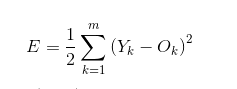 E = \frac{1}{2} \sum_{k=1}^{m} (Y_k - O_k)^2